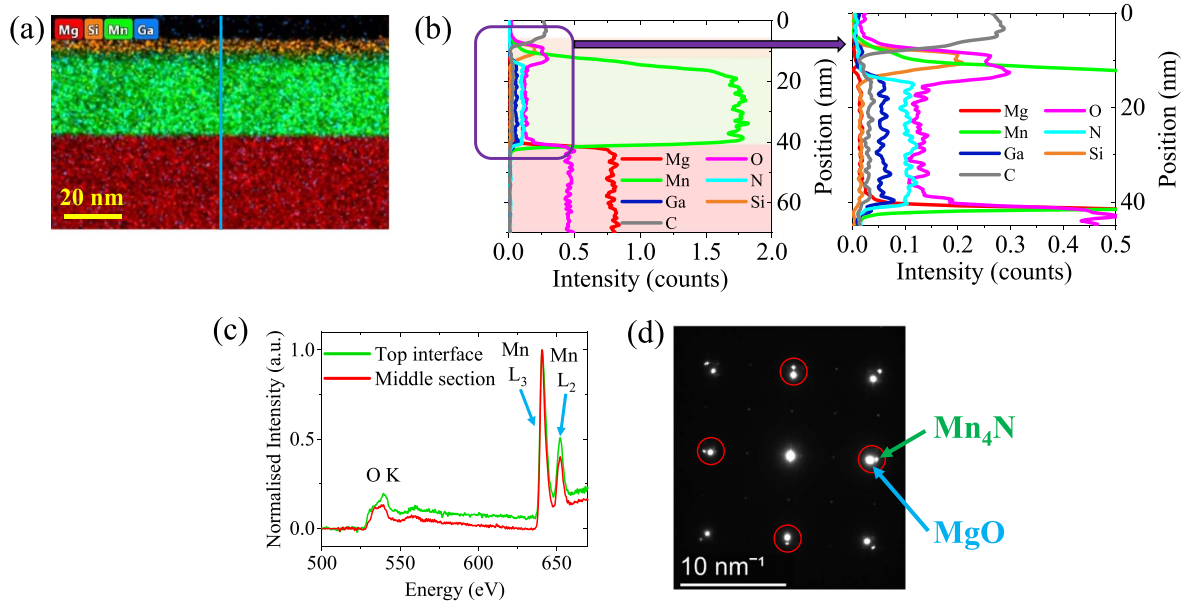 (a)
Mg Si Mn Ga
20 nm
(b)
0
20
40
60
Position (nm)
Mg O
Mn N
Ga Si
C
0.0 0.5 1.0 1.5 2.0
Intensity (counts)
0
20
40
Position (nm)
Mg O
Mn N
Ga Si
C
0.0 0.1 0.2 0.3 0.4 0.5
Intensity (counts)
(c)
Normalised Intensity (a.u.)
1.0
0.5
0.0
Top interface
Middle section
Mn Mn
L₃ L₂
O K
500 550 600 650
Energy (eV)
(d)
Mn₄N
MgO
10 nm⁻¹